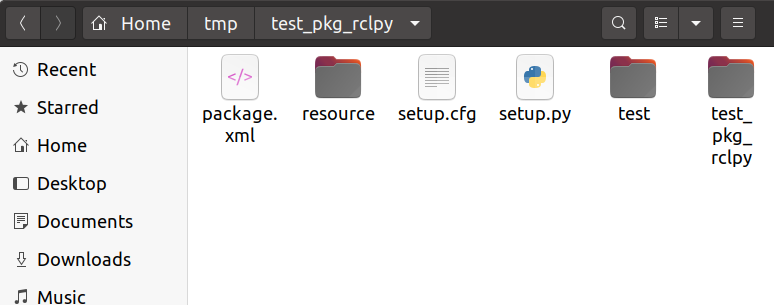 Home tmp test_pkg_rclpy
Recent
Starred
Home
Desktop
Documents
Downloads
Music
</> 
package.
xml
resource
setup.cfg
setup.py
test
test_
pkg_
rclpy